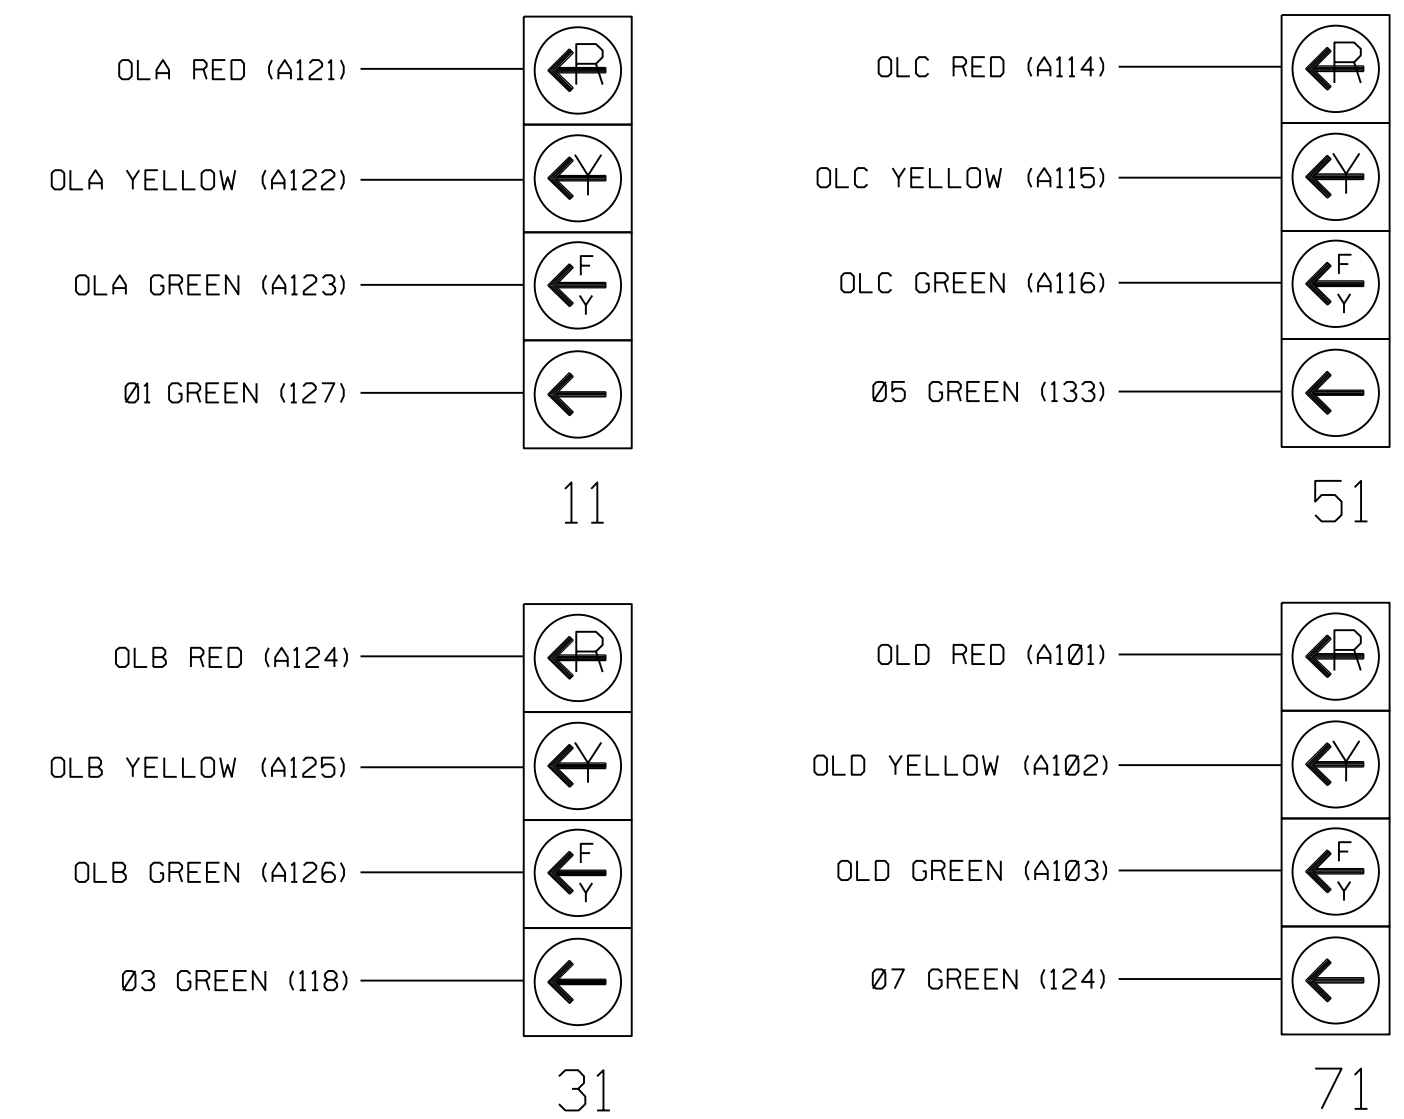 OLA RED (A121)
R
OLA YELLOW (A122)
Y
OLA GREEN (A123)
F
Y
Ø1 GREEN (127)
11
OLC RED (A114)
R
OLC YELLOW (A115)
Y
OLC GREEN (A116)
F
Y
Ø5 GREEN (133)
51
OLB RED (A124)
R
OLB YELLOW (A125)
Y
OLB GREEN (A126)
F
Y
Ø3 GREEN (118)
31
OLD RED (A1Ø1)
R
OLD YELLOW (A1Ø2)
Y
OLD GREEN (A1Ø3)
F
Y
Ø7 GREEN (124)
71